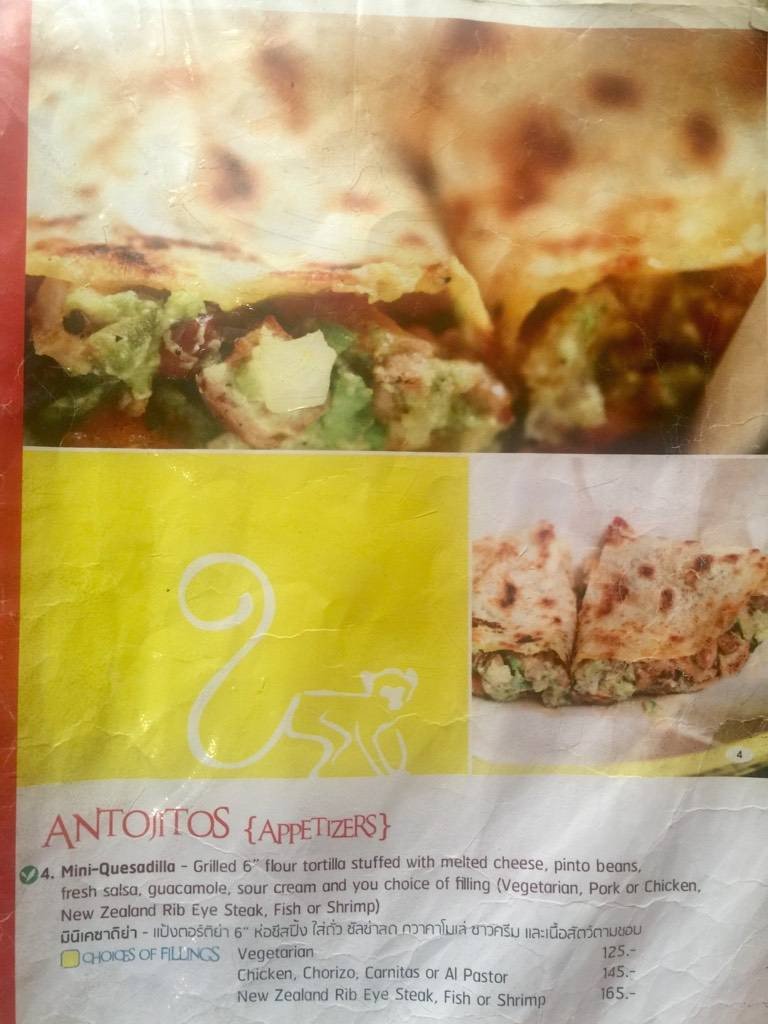 4
ANTOJITOS {APPETIZERS}
4. Mini-Quesadilla - Grilled 6" flour tortilla stuffed with melted cheese, pinto beans,
fresh salsa, guacamole, sour cream and you choice of filling (Vegetarian, Pork or Chicken,
New Zealand Rib Eye Steak, Fish or Shrimp)
มินิเคซาดิย่า - แป้งตอร์ติย่า 6" ห่อชีสปิ้ง ใส่ถั่ว ซัลซ่าสด กวาคาโมเล่ ซาวครีม และเนื้อสัตว์ตามชอบ
CHOICES OF FILLINGS Vegetarian 125.-
Chicken, Chorizo, Carnitas or Al Pastor 145.-
New Zealand Rib Eye Steak, Fish or Shrimp 165.-